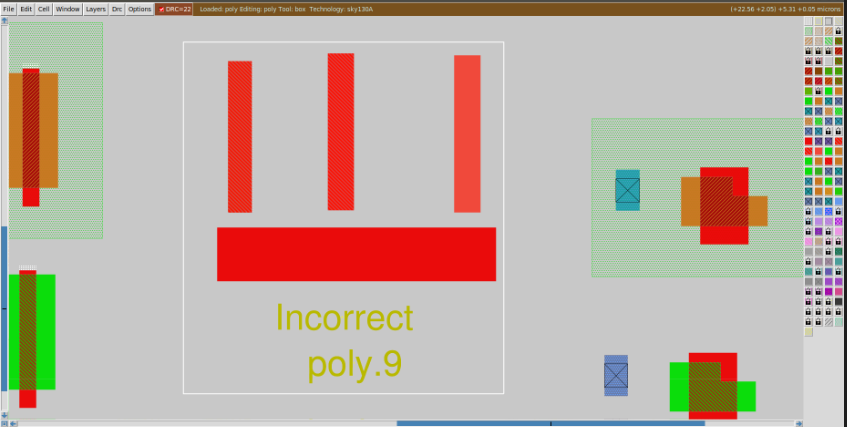 File Edit Cell Window Layers Drc Options DRC=22 Loaded: poly Editing: poly Tool: box Technology: sky130A (+22.56 +2.05) +5.31 +0.05 microns
Incorrect
poly.9